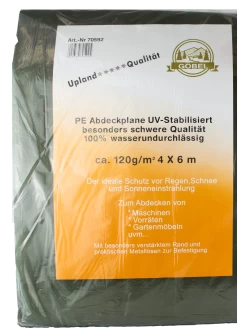 Art.-Nr 70592
GÖBEL
Upland★★★★★Qualität
PE Abdeckplane UV-Stabilisiert
besonders schwere Qualität
100% wasserundurchlässig
ca. 120g/m² 4 X 6 m
Der ideale Schutz vor Regen,Schnee
und Sonneneinstrahlung
Zum Abdecken von
*Maschinen
* Vorräten
* Gartenmöbeln
uvm...
Mit besonders verstärktem Rand und
praktischen Metallösen zur Befestigung